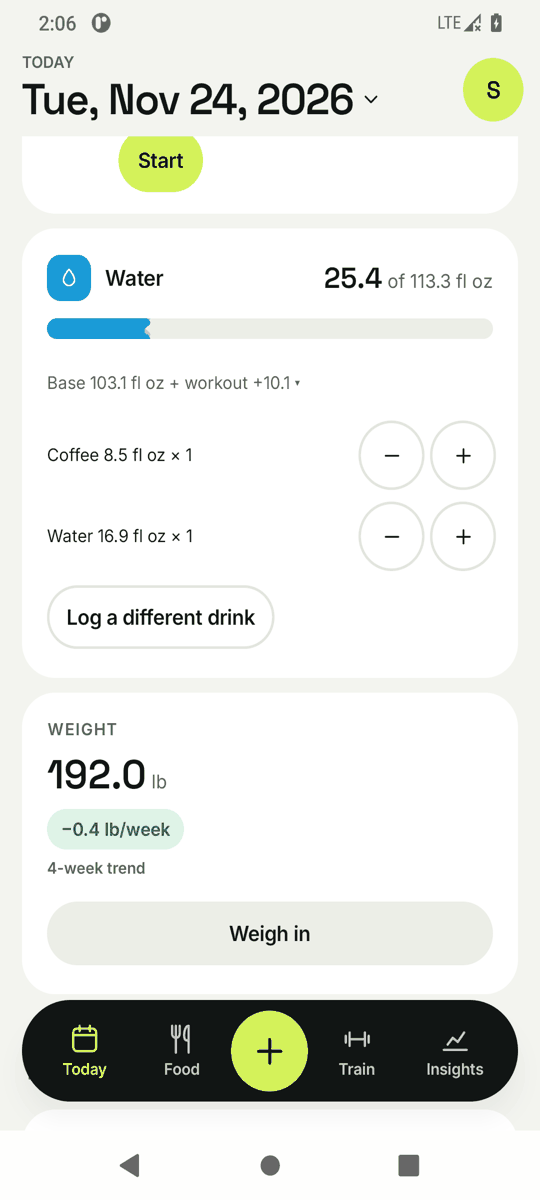 2:06
LTE
TODAY
Tue, Nov 24, 2026
S
Start
Water
25.4 of 113.3 fl oz
Base 103.1 fl oz + workout +10.1 ▾
Coffee 8.5 fl oz × 1
− +
Water 16.9 fl oz × 1
− +
Log a different drink
WEIGHT
192.0 lb
−0.4 lb/week
4-week trend
Weigh in
+
Today
Food
Train
Insights